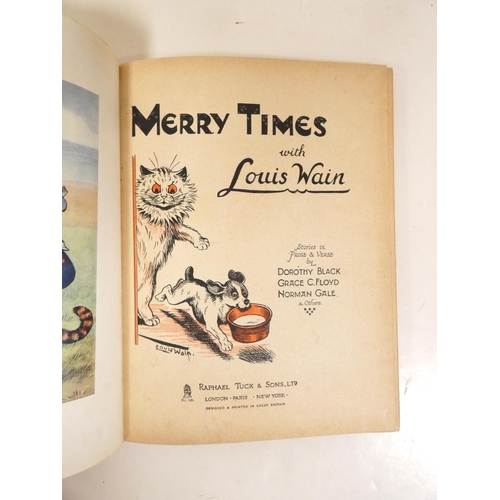 MERRY TIMES
with
Louis Wain
Stories in
Prose & Verse
by
DOROTHY BLACK
GRACE C. FLOYD
NORMAN GALE
& Others
Louis Wain.
RAPHAEL TUCK & SONS, LTD
LONDON · PARIS · NEW YORK ·
DESIGNED & PRINTED IN GREAT BRITAIN